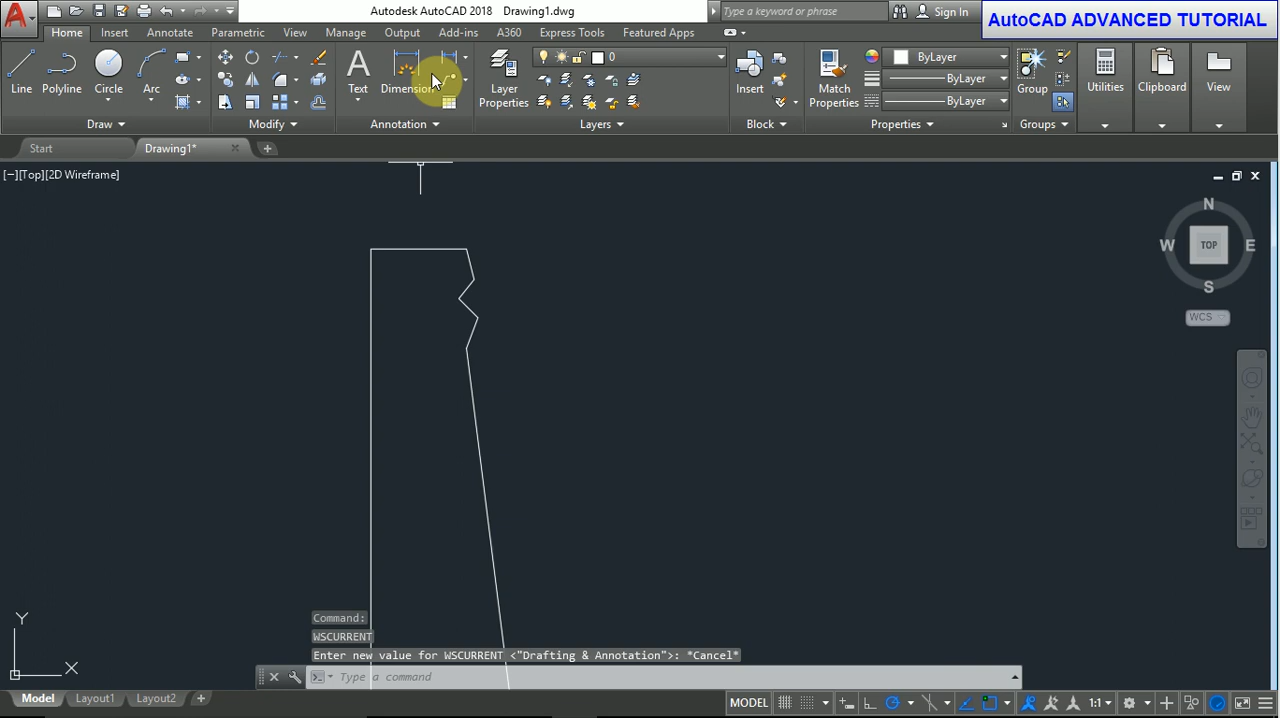 Autodesk AutoCAD 2018 Drawing1.dwg
Type a keyword or phrase
Sign In
AutoCAD ADVANCED TUTORIAL
Home Insert Annotate Parametric View Manage Output Add-ins A360 Express Tools Featured Apps
Line Polyline Circle Arc
Text Dimension
Layer
Properties
0
Insert
Match
Properties
ByLayer
ByLayer
ByLayer
Group
Utilities
Clipboard
View
Draw Modify Annotation Layers Block Properties Groups
Start Drawing1*
[−][Top][2D Wireframe]
N
W TOP E
S
WCS
Y
X
Command:
WSCURRENT
Enter new value for WSCURRENT <"Drafting & Annotation">: *Cancel*
Type a command
Model Layout1 Layout2
MODEL
1:1